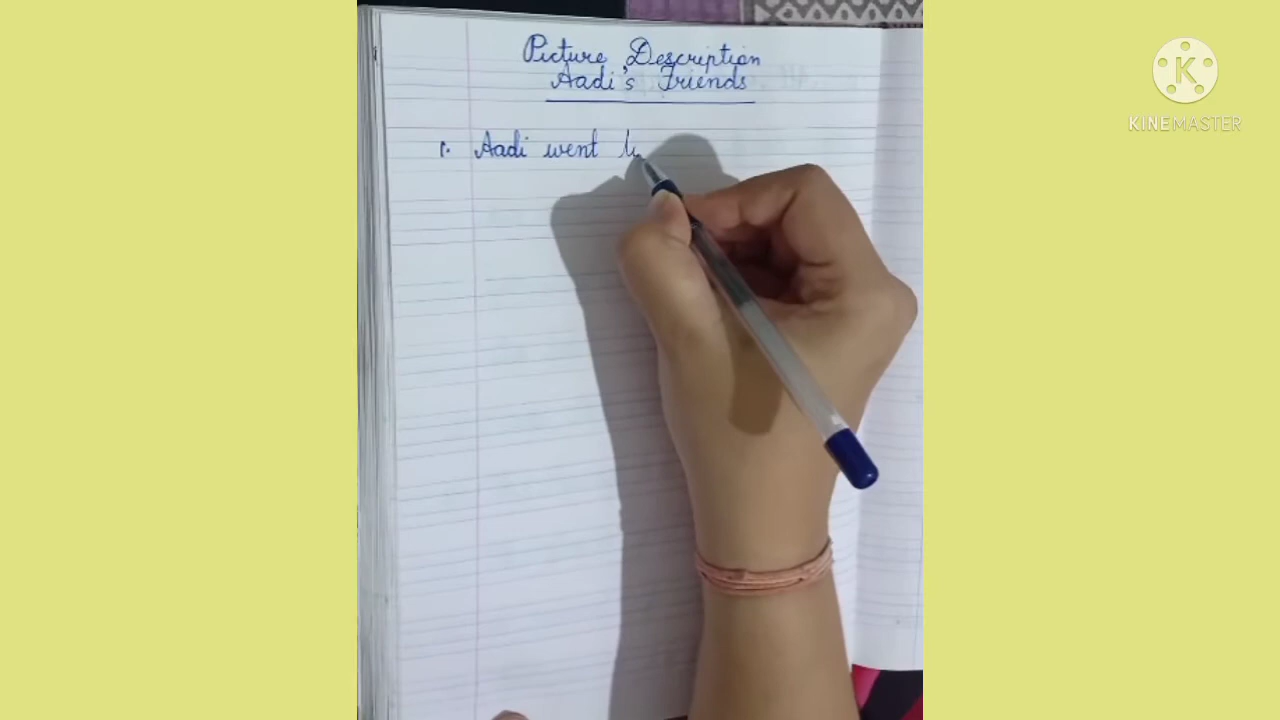 Picture Description
Aadi's Friends
1. Aadi went
KINEMASTER